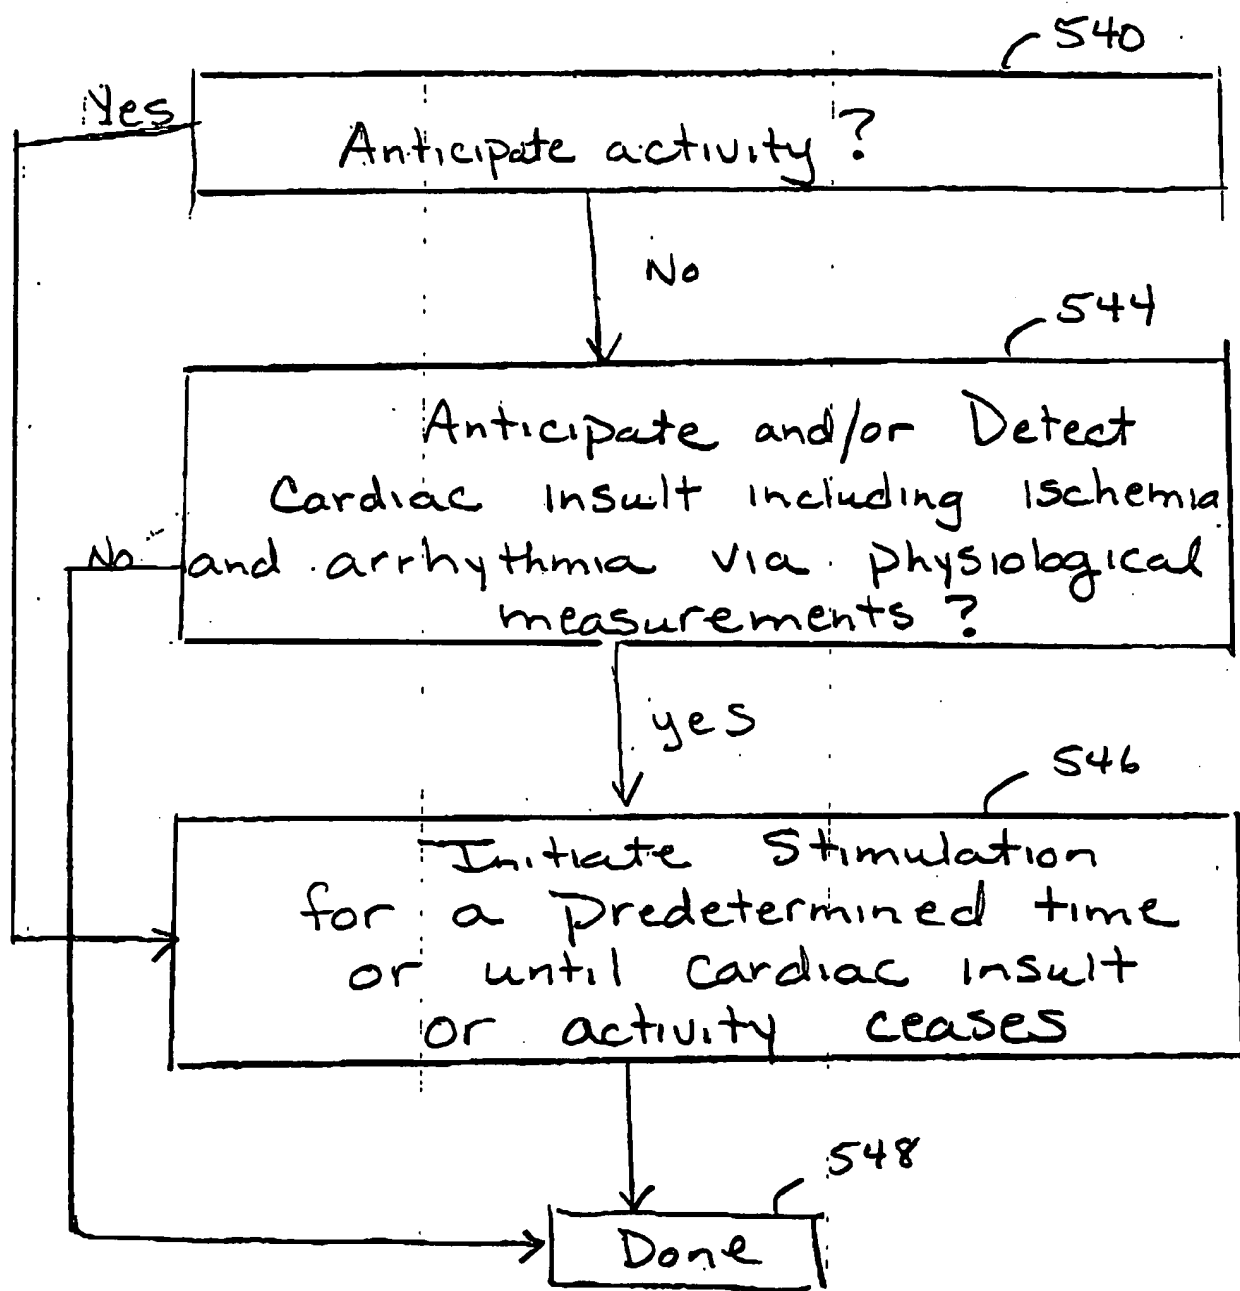 540
Yes
Anticipate activity?
No
544
Anticipate and/or Detect
Cardiac insult including ischemia
No
and arrhythmia via physiological
measurements?
yes
546
Initiate Stimulation
for a predetermined time
or until cardiac insult
or activity ceases
548
Done